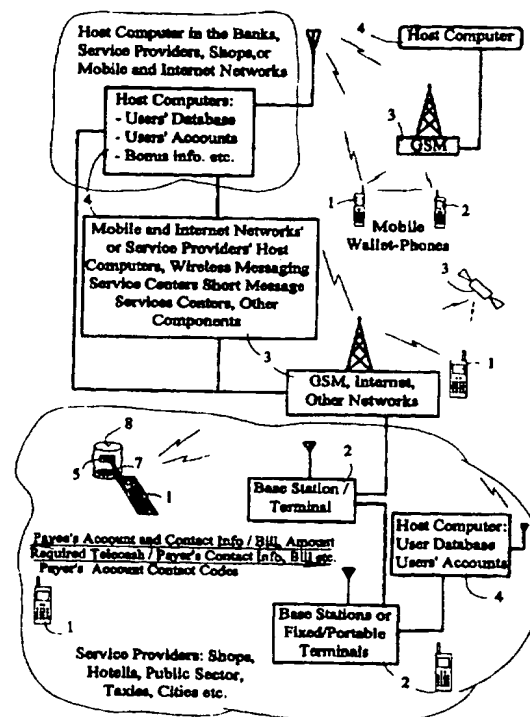 Host Computer in the Banks,
Service Providers, Shops,or
Mobile and Internet Networks
4
Host Computer
Host Computers:
- Users' Database
- Users' Accounts
- Bonus info. etc.
3
GSM
4
1
2
Mobile
Wallet-Phones
Mobile and Internet Networks'
or Service Providers' Host
Computers, Wireless Messaging
Service Centers Short Message
Services Centers, Other
Components
3
3
1
GSM, Internet,
Other Networks
8
5
7
1
2
Base Station /
Terminal
Host Computer:
User Database
Users' Accounts
4
Payee's Account and Contact Info / Bill, Amount
Required Telecash / Payer's Contact Info, Bill etc.
Payer's Account Contact Codes
1
Base Stations or
Fixed/Portable
Terminals
2
1
Service Providers: Shops,
Hotells, Public Sector,
Taxies, Cities etc.